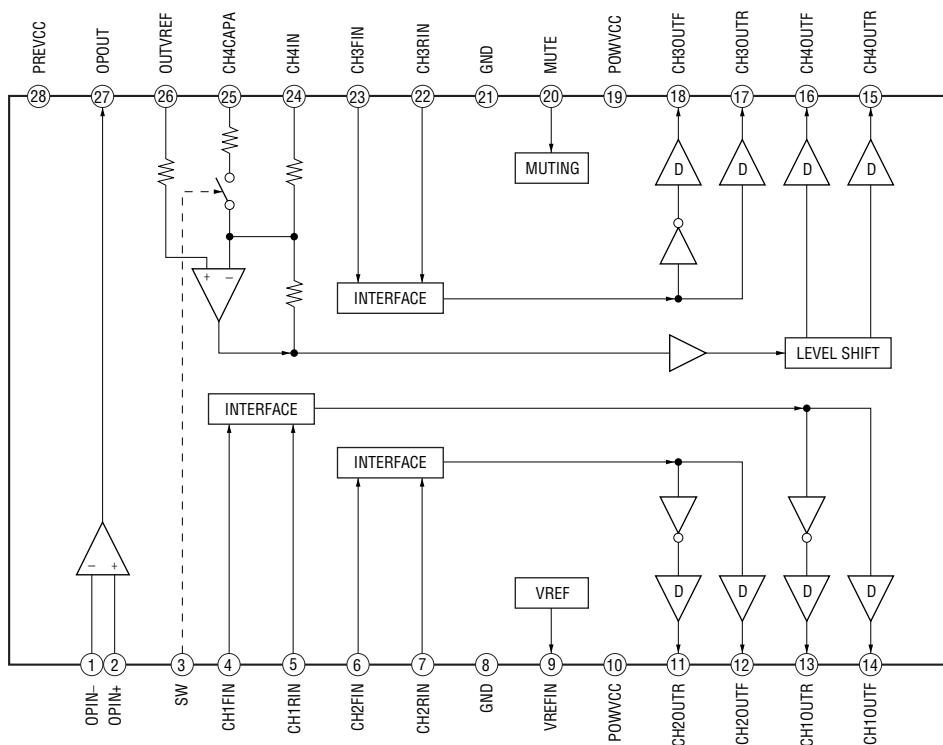 PREVCC
OPOUT
OUTVREF
CH4CAPA
CH4IN
CH3FIN
CH3RIN
GND
MUTE
POWVCC
CH3OUTF
CH3OUTR
CH4OUTF
CH4OUTR
28 27 26 25 24 23 22 21 20 19 18 17 16 15
MUTING
D D D D
+ −
INTERFACE
LEVEL SHIFT
INTERFACE
INTERFACE
− +
VREF
D D D D
1 2 3 4 5 6 7 8 9 10 11 12 13 14
OPIN−
OPIN+
SW
CH1FIN
CH1RIN
CH2FIN
CH2RIN
GND
VREFIN
POWVCC
CH2OUTR
CH2OUTF
CH1OUTR
CH1OUTF